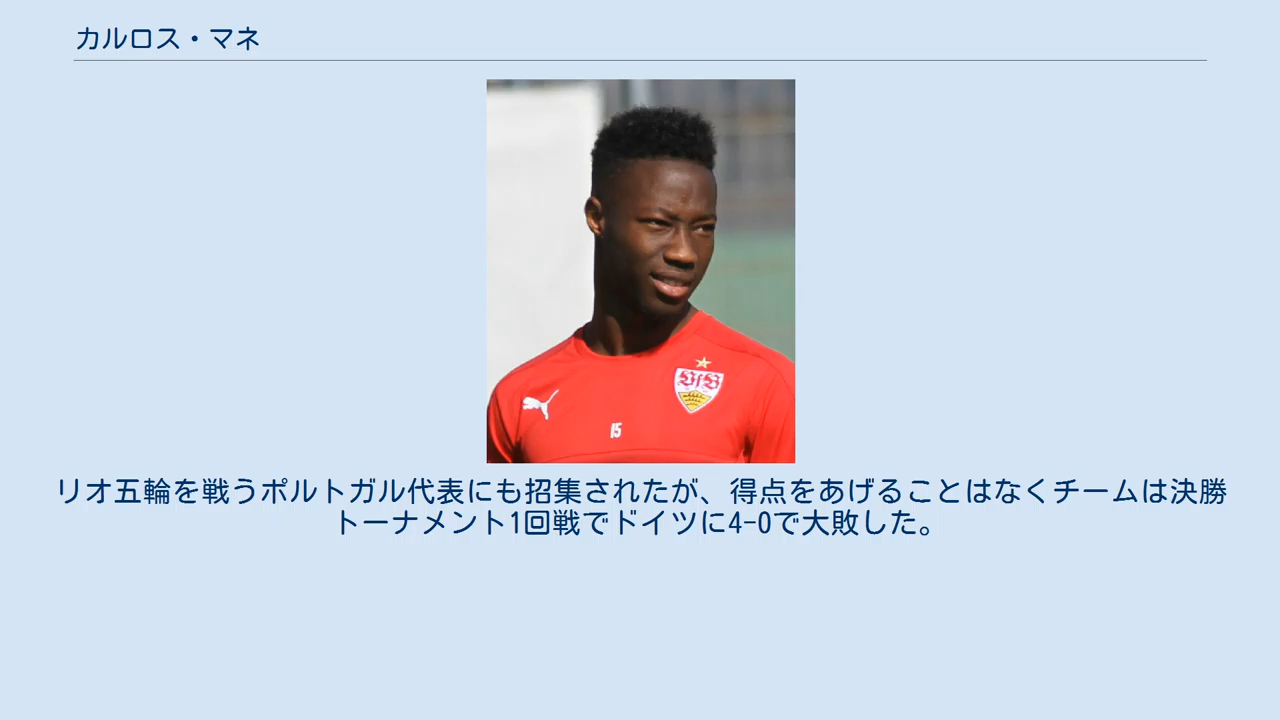 カルロス・マネ
VfB
15
リオ五輪を戦うポルトガル代表にも招集されたが、得点をあげることはなくチームは決勝
トーナメント1回戦でドイツに4-0で大敗した。